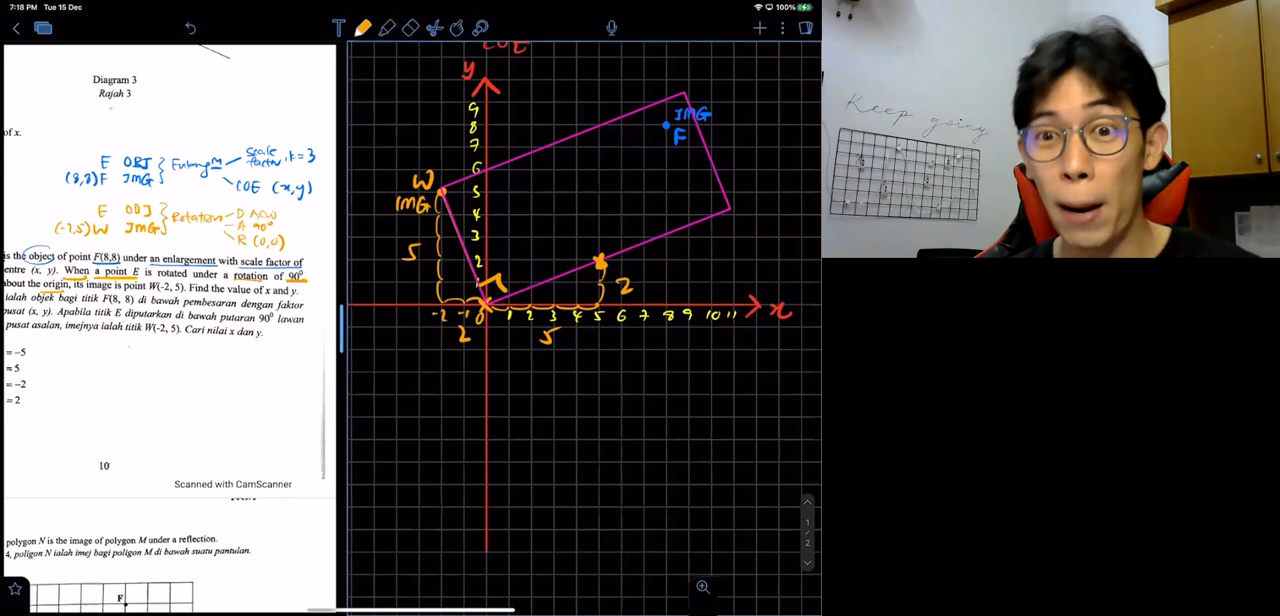 7:18 PM Tue 15 Dec
100%
Diagram 3
Rajah 3
of x.
E OBJ
(8,8)F IMG
Enlarg
Scale factor, k = 3
COE (x,y)
E OBJ
(-2,5)W IMG
Rotation
D ACW
A 90°
R (0,0)
is the object of point F(8,8) under an enlargement with scale factor of
entre (x, y). When a point E is rotated under a rotation of 90°
about the origin, its image is point W(-2, 5). Find the value of x and y.
ialah objek bagi titik F(8, 8) di bawah pembesaran dengan faktor
pusat (x, y). Apabila titik E diputarkan di bawah putaran 90° lawan
pusat asalan, imejnya ialah titik W(-2, 5). Cari nilai x dan y.
= -5
= 5
= -2
= 2
10
Scanned with CamScanner
polygon N is the image of polygon M under a reflection.
4, poligon N ialah imej bagi poligon M di bawah suatu pantulan.
F
COE
y
9
8
7
6
5
4
3
2
1
IMG
F
W
IMG
5
2
-2 -1 0 1 2 3 4 5 6 7 8 9 10 11
x
2
5
1
2
Keep going